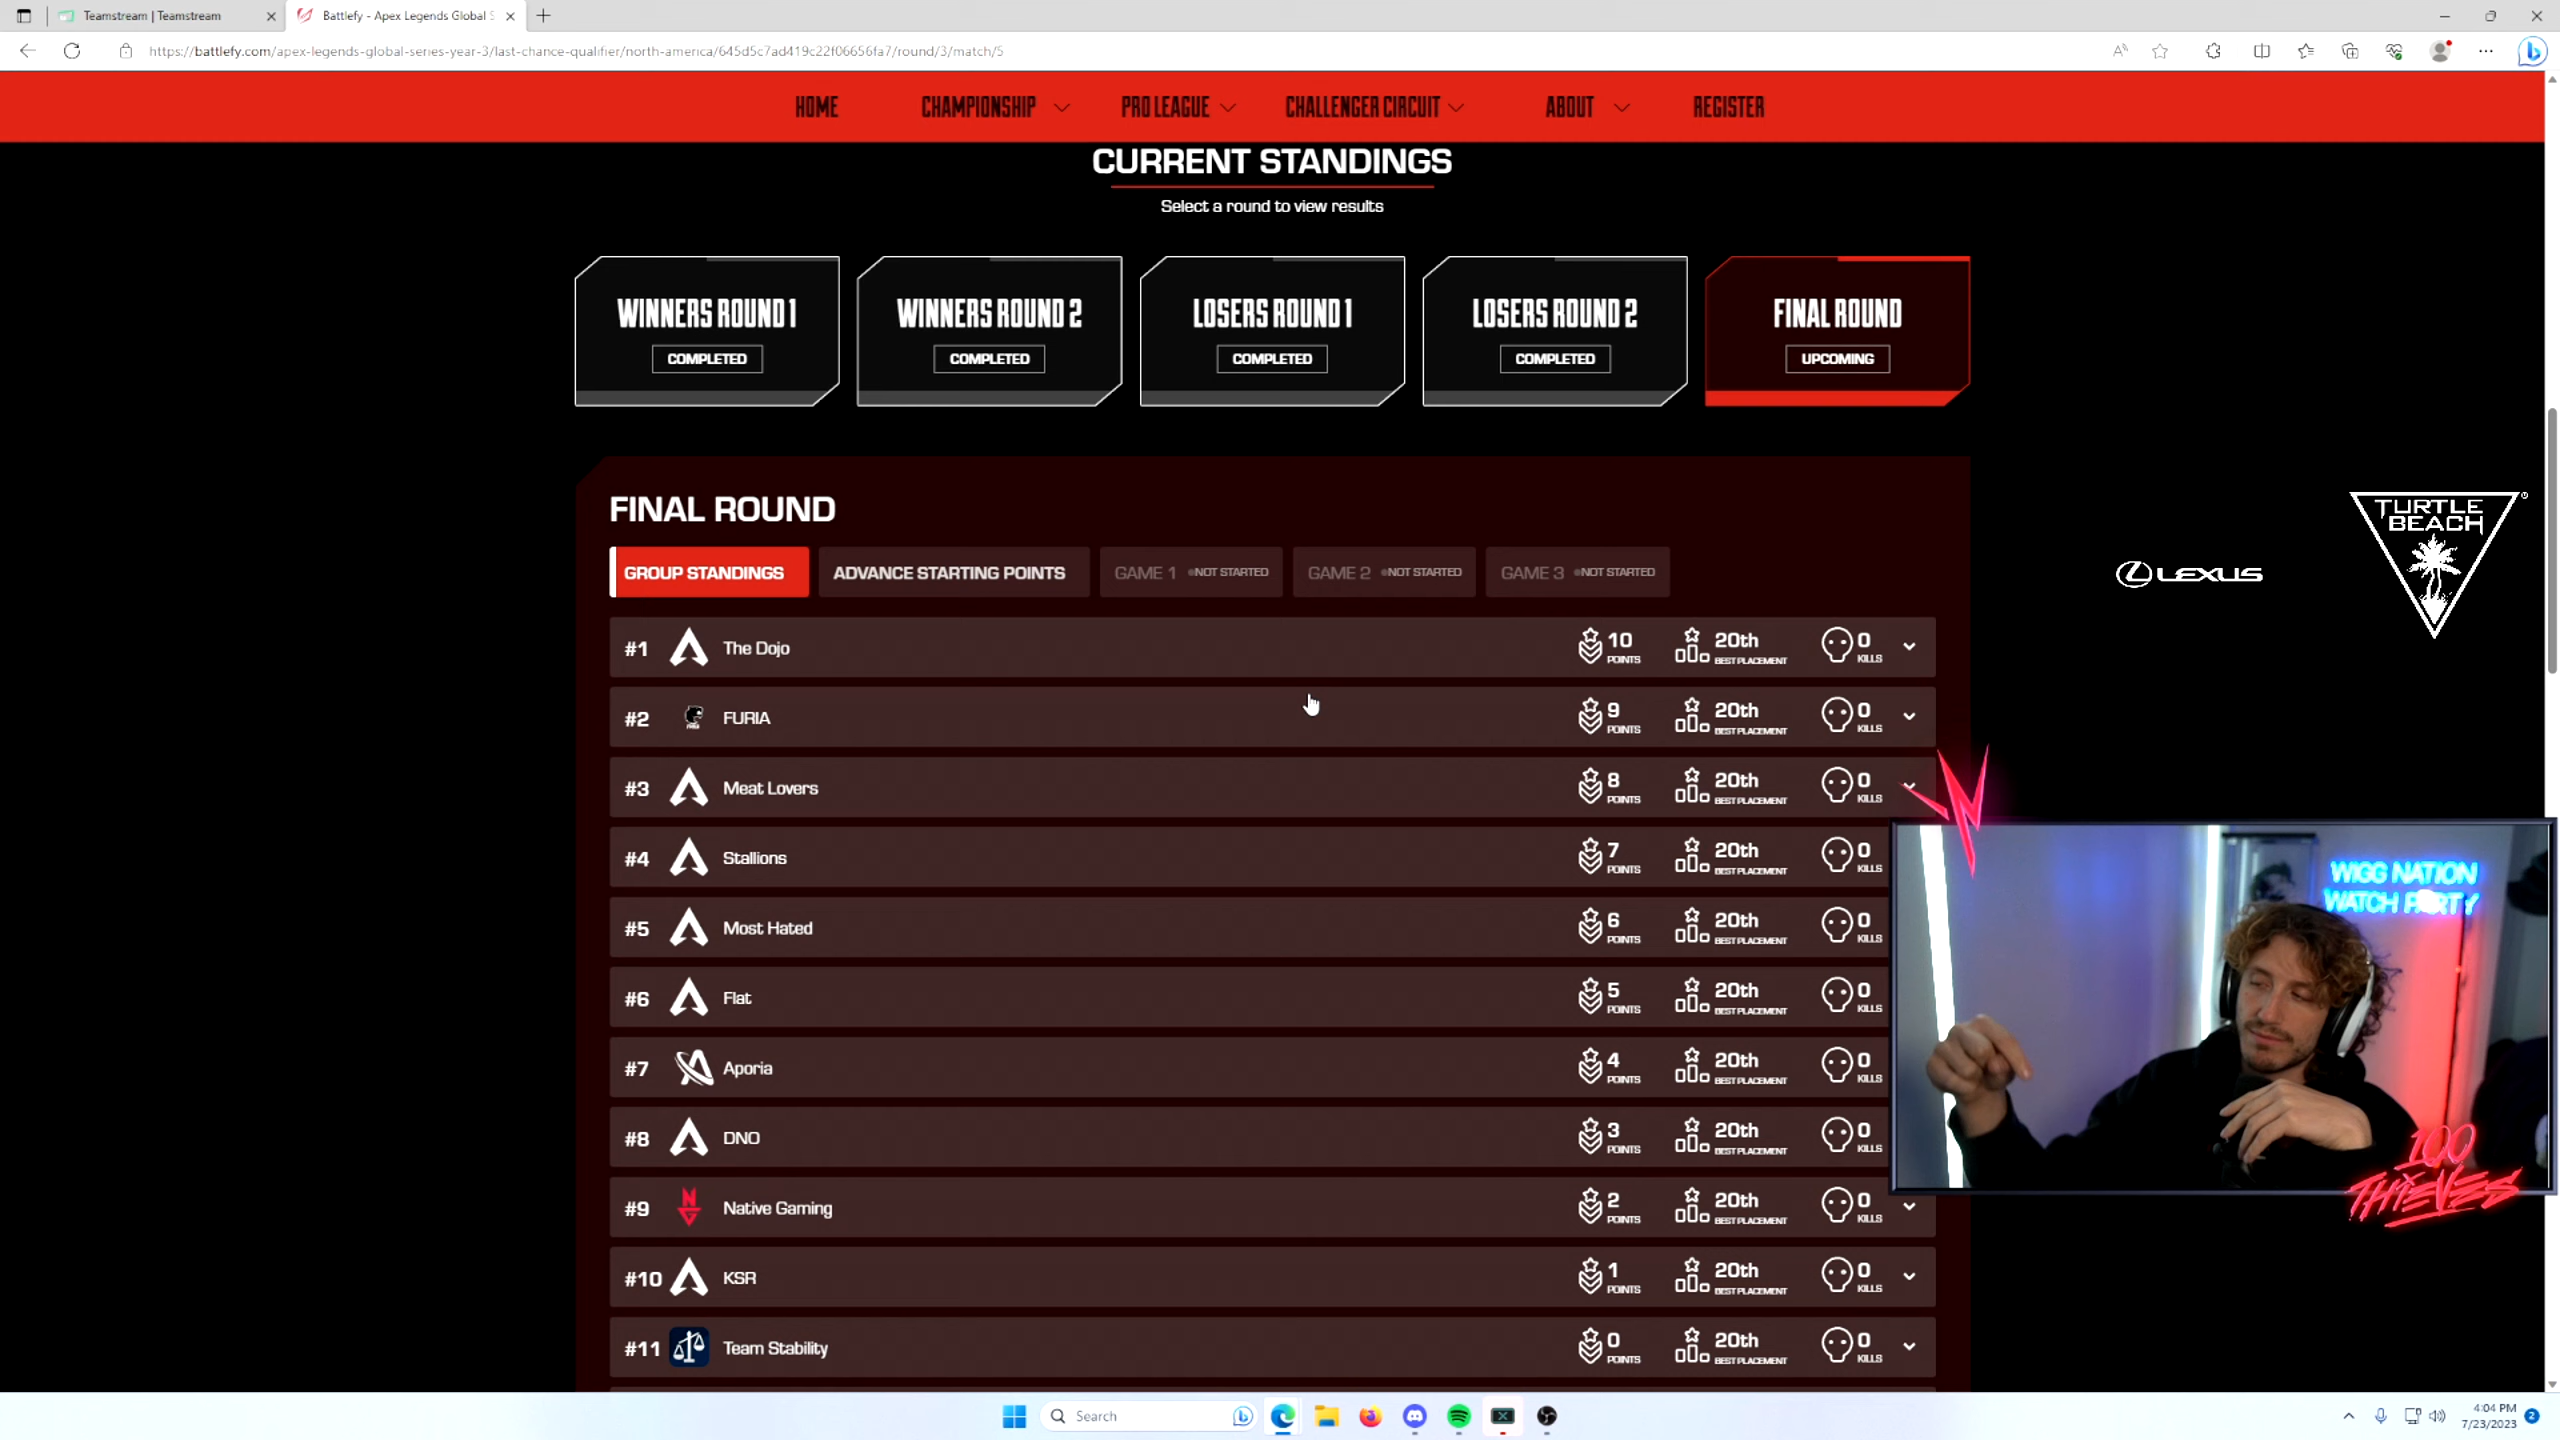 Teamstream | Teamstream
Battlefy - Apex Legends Global S
https://battlefy.com/apex-legends-global-series-year-3/last-chance-qualifier/north-america/645d5c7ad419c22f06656fa7/round/3/match/5
HOME CHAMPIONSHIP PRO LEAGUE CHALLENGER CIRCUIT ABOUT REGISTER
CURRENT STANDINGS
Select a round to view results
WINNERS ROUND 1 WINNERS ROUND 2 LOSERS ROUND 1 LOSERS ROUND 2 FINAL ROUND
COMPLETED COMPLETED COMPLETED COMPLETED UPCOMING
FINAL ROUND
GROUP STANDINGS ADVANCE STARTING POINTS GAME 1 NOT STARTED GAME 2 NOT STARTED GAME 3 NOT STARTED
#1 The Dojo 10 POINTS 20th BEST PLACEMENT 0 KILLS
#2 FURIA 9 POINTS 20th BEST PLACEMENT 0 KILLS
#3 Meat Lovers 8 POINTS 20th BEST PLACEMENT 0 KILLS
#4 Stallions 7 POINTS 20th BEST PLACEMENT 0 KILLS
#5 Most Hated 6 POINTS 20th BEST PLACEMENT 0 KILLS
#6 Flat 5 POINTS 20th BEST PLACEMENT 0 KILLS
#7 Aporia 4 POINTS 20th BEST PLACEMENT 0 KILLS
#8 DNO 3 POINTS 20th BEST PLACEMENT 0 KILLS
#9 Native Gaming 2 POINTS 20th BEST PLACEMENT 0 KILLS
#10 KSR 1 POINTS 20th BEST PLACEMENT 0 KILLS
#11 Team Stability 0 POINTS 20th BEST PLACEMENT 0 KILLS
LEXUS
TURTLE
BEACH
WIGG NATION
WATCH PARTY
100
THIEVES
Search
4:04 PM
7/23/2023
2